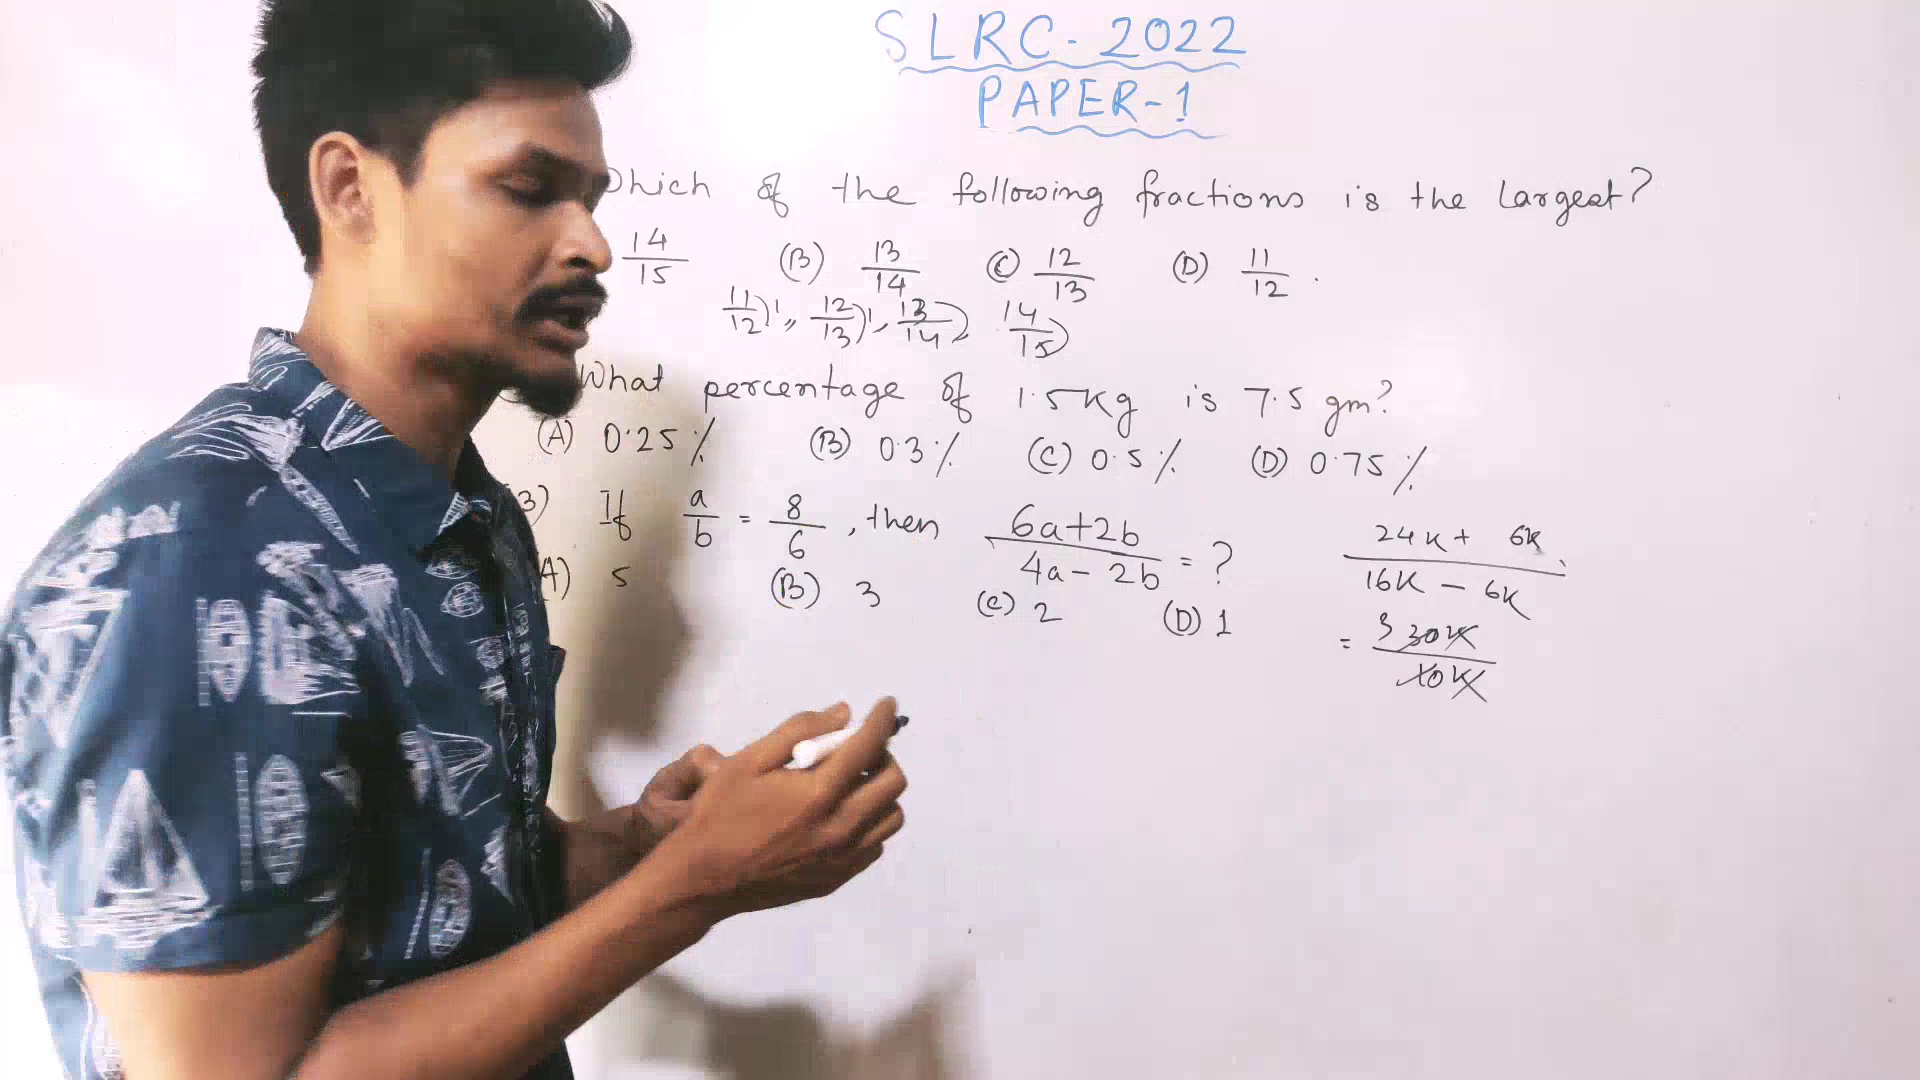 SLRC-2022
PAPER-1
Which of the following fractions is the largest?
14/15 (B) 13/14 (C) 12/13 (D) 11/12.
11/12)', 12/13)', 13/14) 14/15)
What percentage of 1.5Kg is 7.5 gm?
(A) 0.25% (B) 0.3% (C) 0.5% (D) 0.75%
3) If a/b = 8/6, then 6a+2b/4a-2b = ?
A) 5 (B) 3 (C) 2 (D) 1
24K+ 6K/16K - 6K
= 3 30K/10K